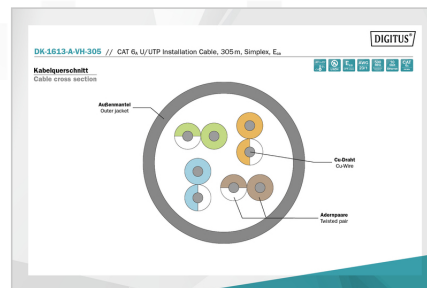 DIGITUS®
DK-1613-A-VH-305 // CAT 6A U/UTP Installation Cable, 305 m, Simplex, Eca
Kabelquerschnitt
Cable cross section
Außenmantel
Outer jacket
Cu-Draht
Cu-Wire
Adernpaare
Twisted pair